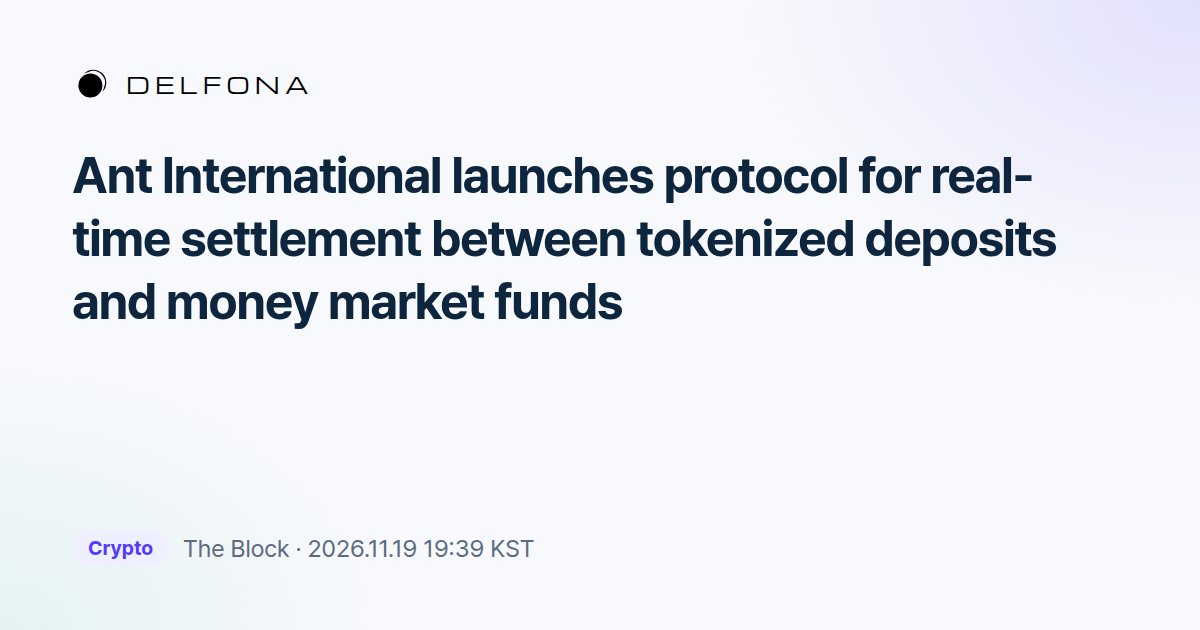 DELFONA
Ant International launches protocol for real-
time settlement between tokenized deposits
and money market funds
Crypto The Block · 2026.11.19 19:39 KST